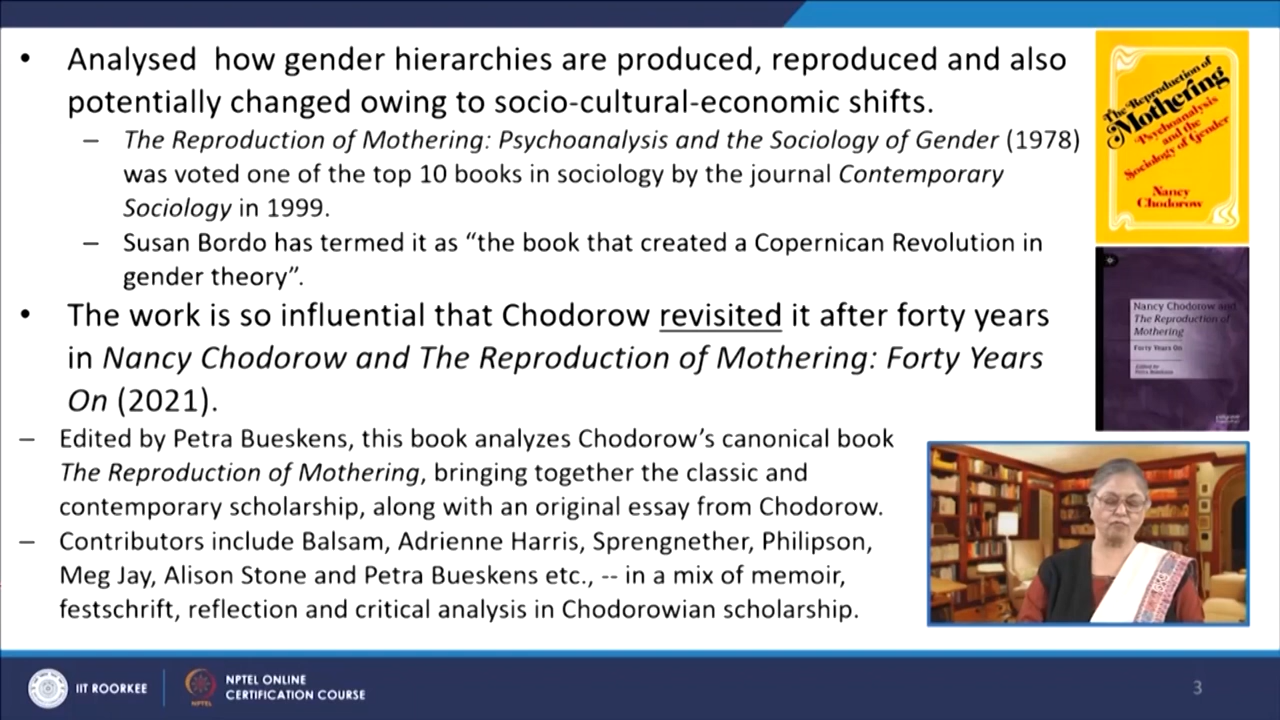 • Analysed how gender hierarchies are produced, reproduced and also
potentially changed owing to socio-cultural-economic shifts.
– The Reproduction of Mothering: Psychoanalysis and the Sociology of Gender (1978)
was voted one of the top 10 books in sociology by the journal Contemporary
Sociology in 1999.
– Susan Bordo has termed it as “the book that created a Copernican Revolution in
gender theory”.
• The work is so influential that Chodorow revisited it after forty years
in Nancy Chodorow and The Reproduction of Mothering: Forty Years
On (2021).
– Edited by Petra Bueskens, this book analyzes Chodorow’s canonical book
The Reproduction of Mothering, bringing together the classic and
contemporary scholarship, along with an original essay from Chodorow.
– Contributors include Balsam, Adrienne Harris, Sprengnether, Philipson,
Meg Jay, Alison Stone and Petra Bueskens etc., -- in a mix of memoir,
festschrift, reflection and critical analysis in Chodorowian scholarship.
The Reproduction of
Mothering
Psychoanalysis
and the
Sociology of Gender
Nancy
Chodorow
Nancy Chodorow and
The Reproduction of
Mothering
Forty Years On
Edited by
Petra Bueskens
IIT ROORKEE
NPTEL
NPTEL ONLINE
CERTIFICATION COURSE
3